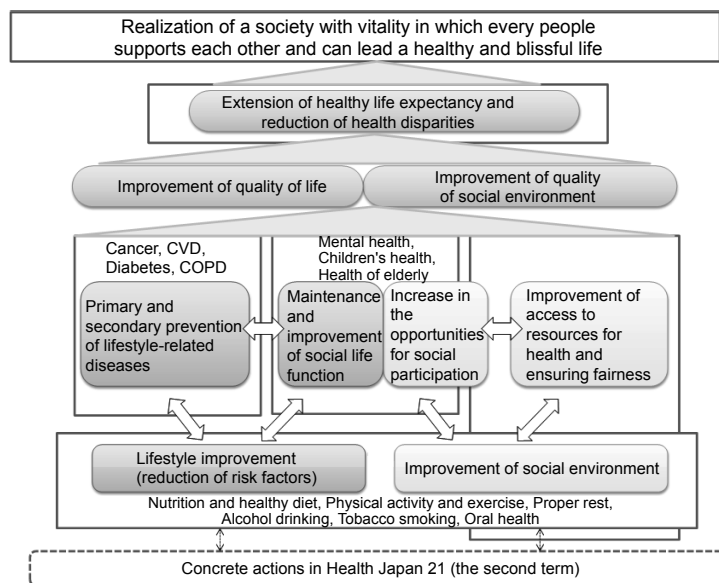 Realization of a society with vitality in which every people
supports each other and can lead a healthy and blissful life
Extension of healthy life expectancy and
reduction of health disparities
Improvement of quality of life
Improvement of quality
of social environment
Cancer, CVD,
Diabetes, COPD
Mental health,
Children's health,
Health of elderly
Primary and
secondary prevention
of lifestyle-related
diseases
Maintenance
and
improvement
of social life
function
Increase in
the
opportunities
for social
participation
Improvement of
access to
resources for
health and
ensuring fairness
Lifestyle improvement
(reduction of risk factors)
Improvement of social environment
Nutrition and healthy diet, Physical activity and exercise, Proper rest,
Alcohol drinking, Tobacco smoking, Oral health
Concrete actions in Health Japan 21 (the second term)